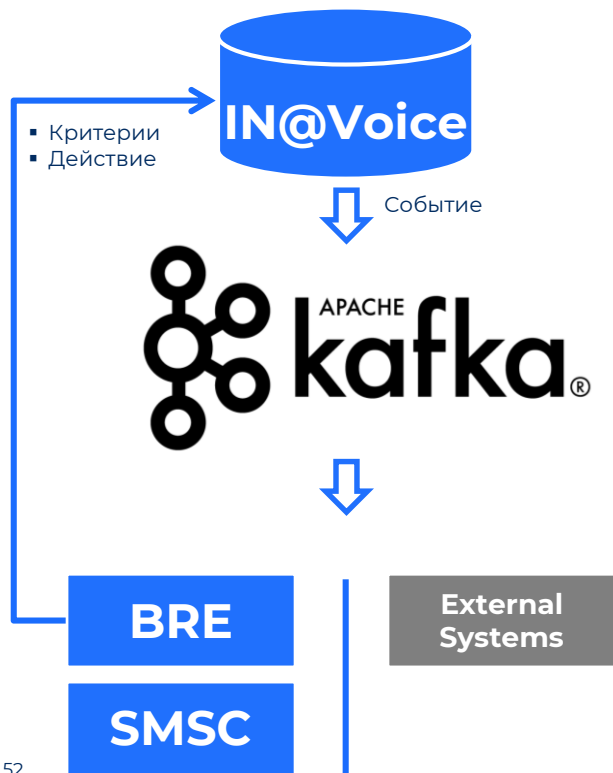 IN@Voice
▪ Критерии
▪ Действие
Событие
APACHE
kafka®
BRE
External
Systems
SMSC
52